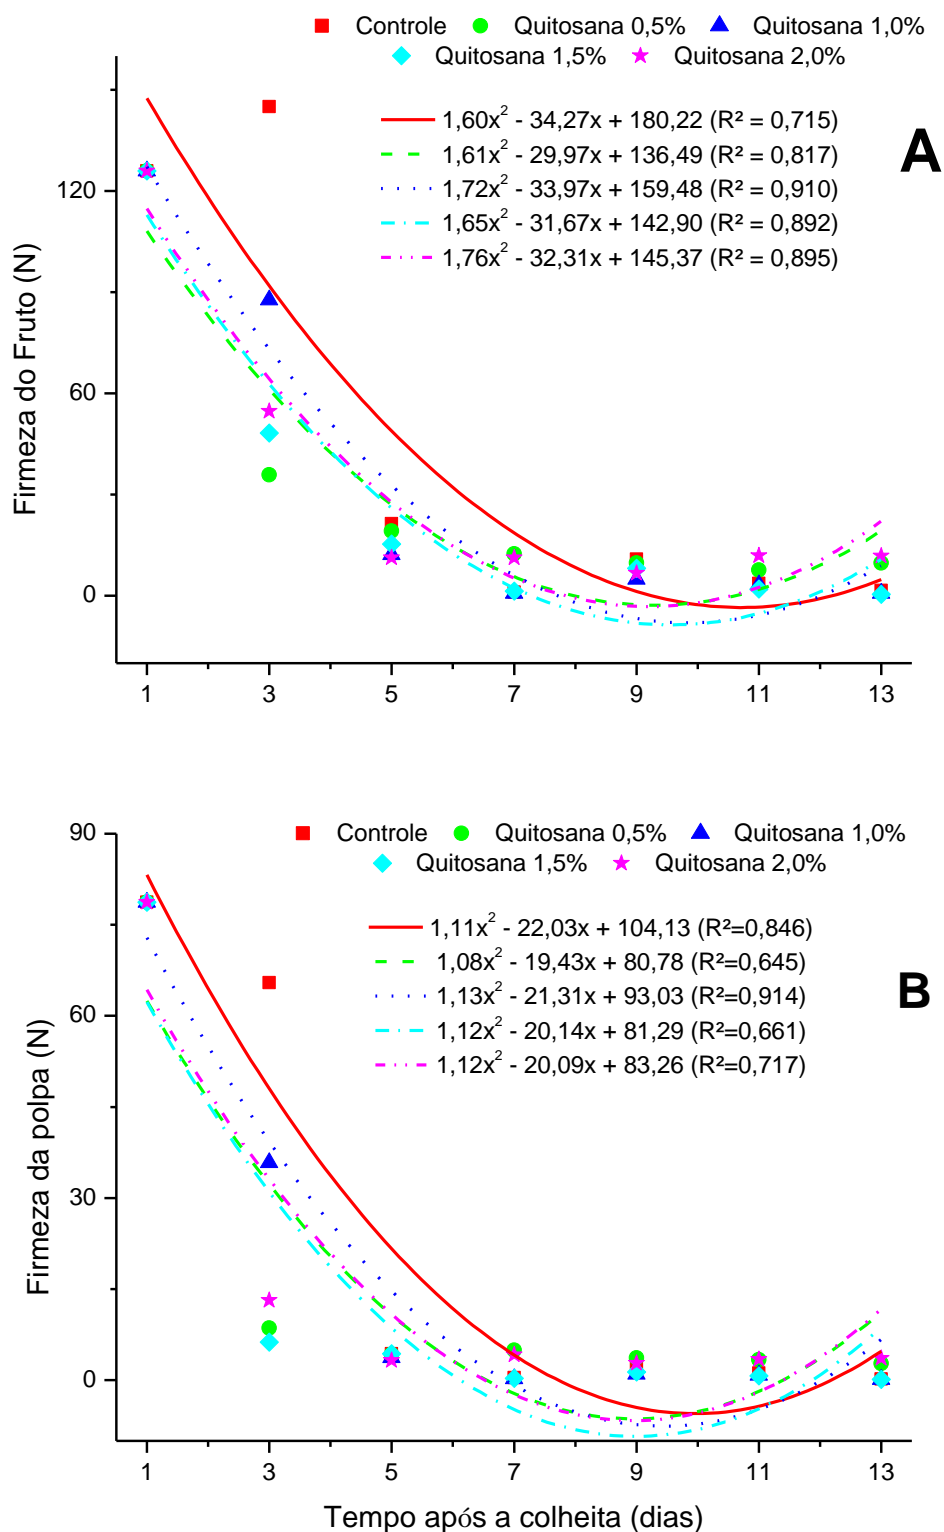 Controle Quitosana 0,5% Quitosana 1,0%
Quitosana 1,5% Quitosana 2,0%
1,60x² - 34,27x + 180,22 (R² = 0,715)
1,61x² - 29,97x + 136,49 (R² = 0,817)
1,72x² - 33,97x + 159,48 (R² = 0,910)
1,65x² - 31,67x + 142,90 (R² = 0,892)
1,76x² - 32,31x + 145,37 (R² = 0,895)
A
Firmeza do Fruto (N)
120
60
0
1 3 5 7 9 11 13
Controle Quitosana 0,5% Quitosana 1,0%
Quitosana 1,5% Quitosana 2,0%
1,11x² - 22,03x + 104,13 (R²=0,846)
1,08x² - 19,43x + 80,78 (R²=0,645)
1,13x² - 21,31x + 93,03 (R²=0,914)
1,12x² - 20,14x + 81,29 (R²=0,661)
1,12x² - 20,09x + 83,26 (R²=0,717)
B
Firmeza da polpa (N)
90
60
30
0
1 3 5 7 9 11 13
Tempo após a colheita (dias)